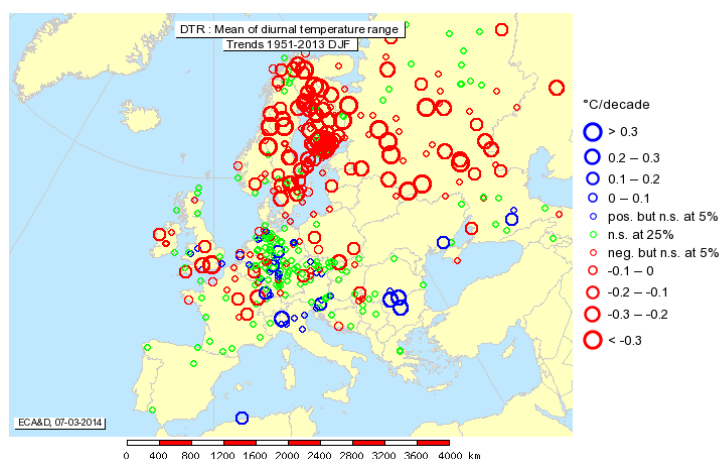 DTR : Mean of diurnal temperature range
Trends 1951-2013 DJF
°C/decade
> 0.3
0.2 – 0.3
0.1 – 0.2
0 – 0.1
pos. but n.s. at 5%
n.s. at 25%
neg. but n.s. at 5%
-0.1 – 0
-0.2 – -0.1
-0.3 – -0.2
< -0.3
ECA&D, 07-03-2014
0 400 800 1200 1600 2000 2400 2800 3200 3600 4000 km